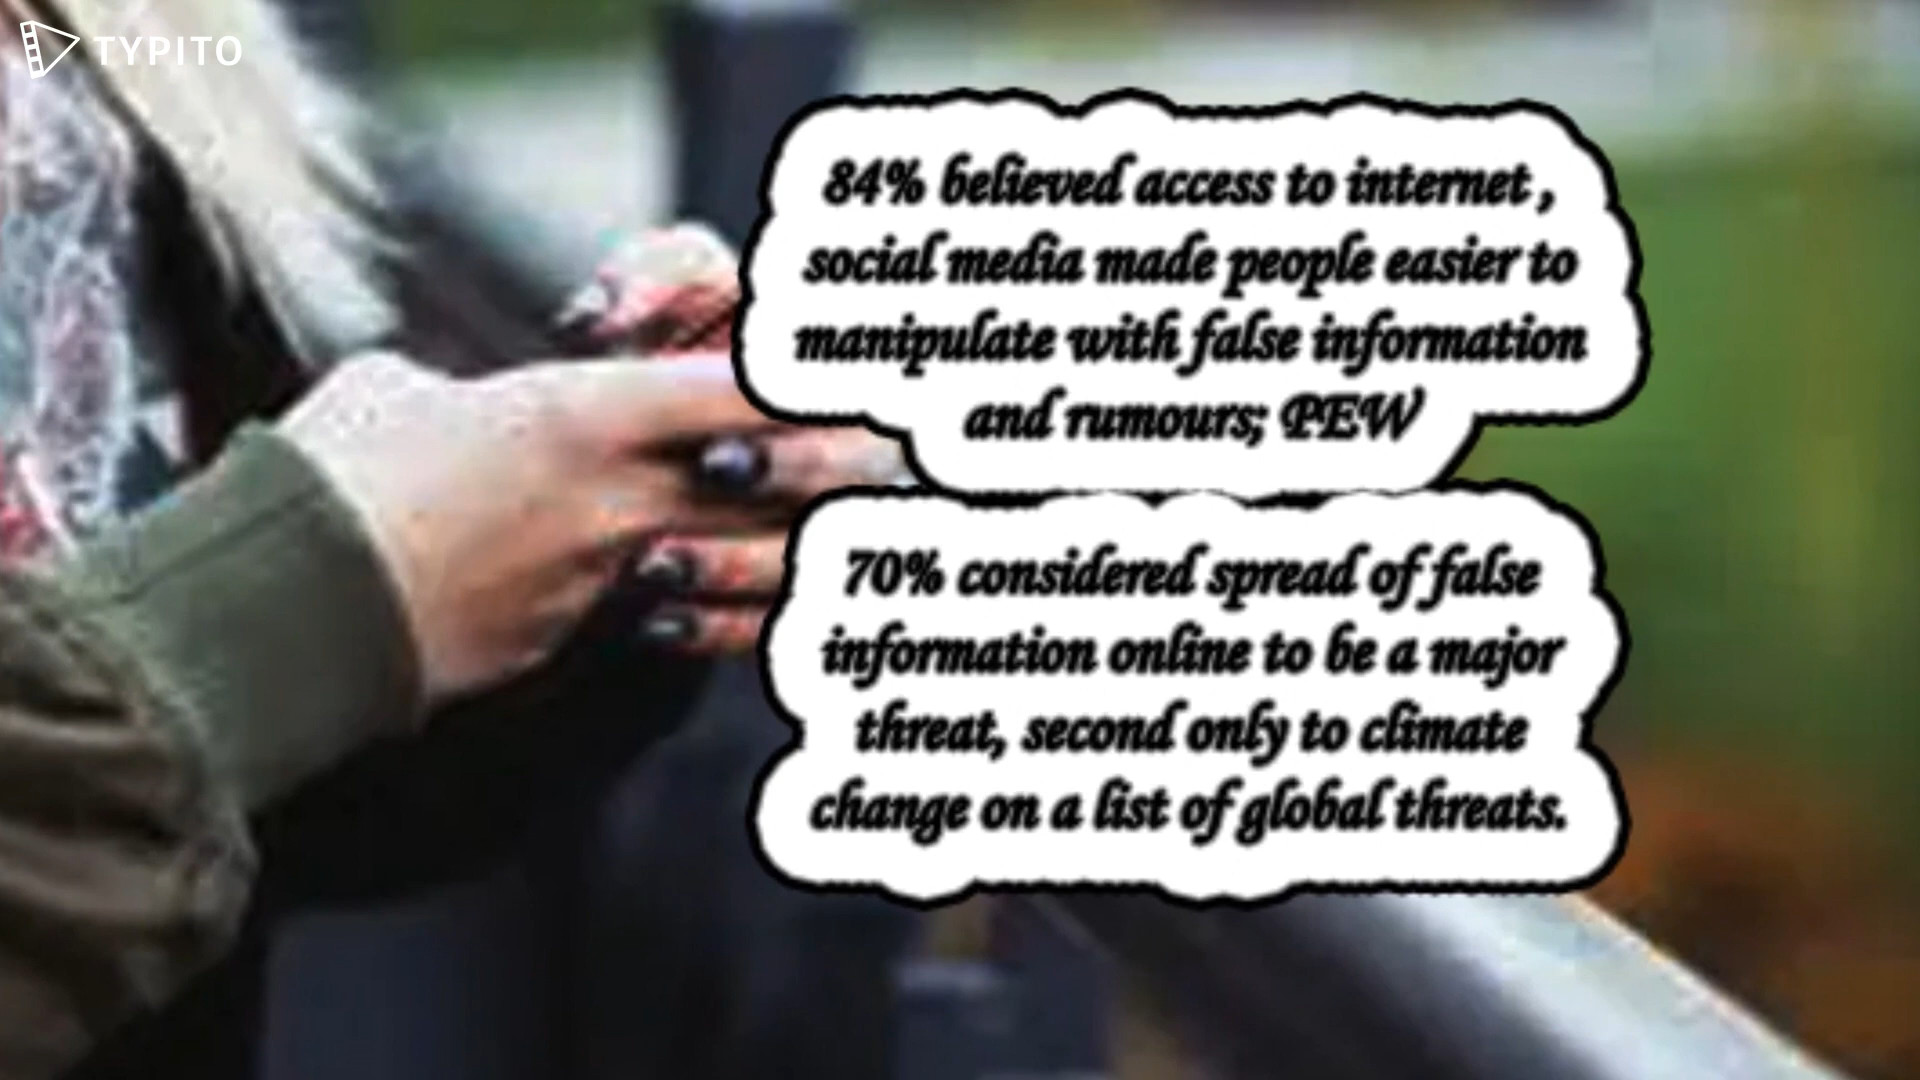 TYPITO
84% believed access to internet ,
social media made people easier to
manipulate with false information
and rumours; PEW
70% considered spread of false
information online to be a major
threat, second only to climate
change on a list of global threats.